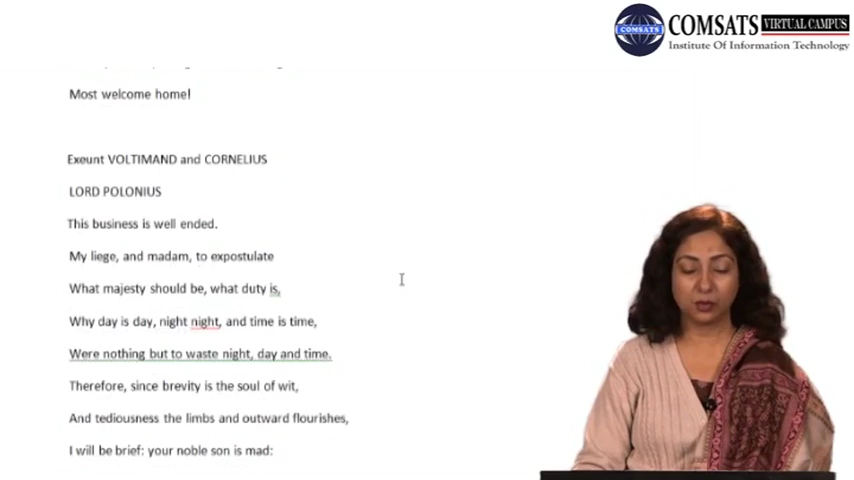 COMSATS VIRTUAL CAMPUS
COMSATS
Institute Of Information Technology
Most welcome home!
Exeunt VOLTIMAND and CORNELIUS
LORD POLONIUS
This business is well ended.
My liege, and madam, to expostulate
What majesty should be, what duty is,
Why day is day, night night, and time is time,
Were nothing but to waste night, day and time.
Therefore, since brevity is the soul of wit,
And tediousness the limbs and outward flourishes,
I will be brief: your noble son is mad: